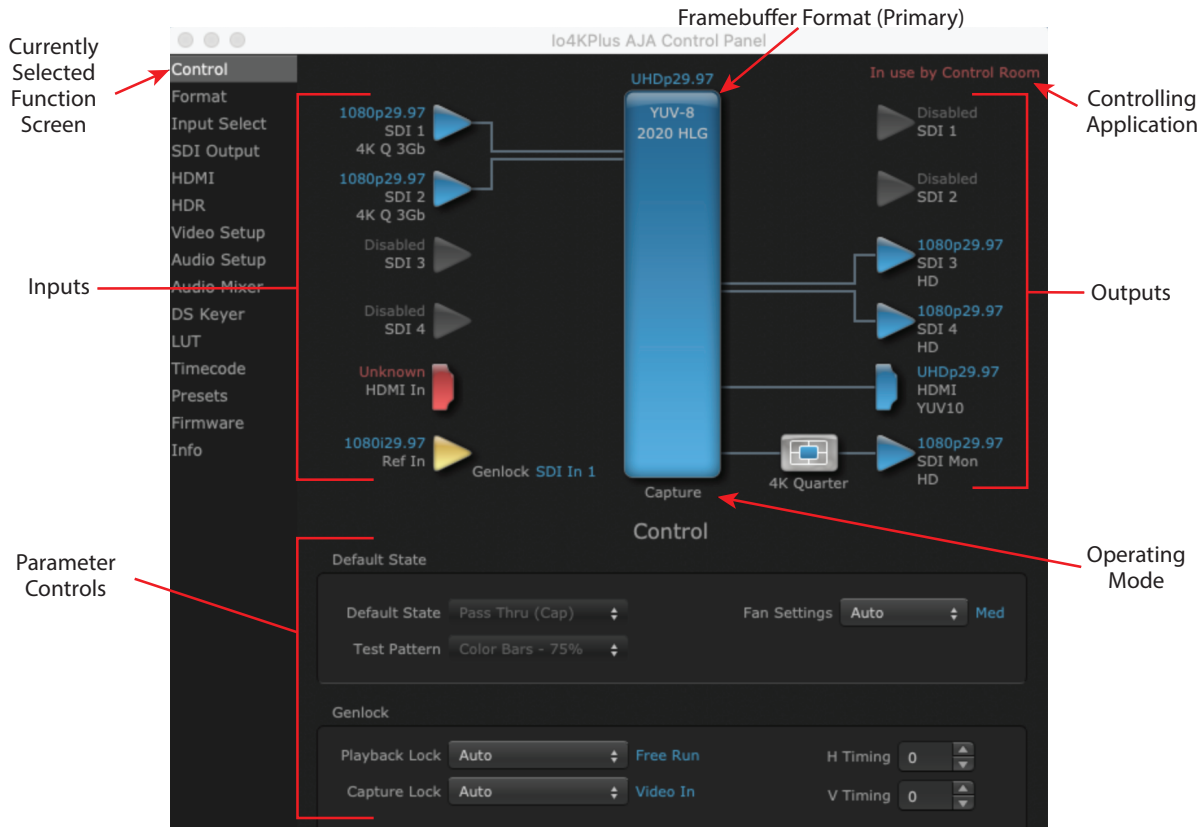 Framebuffer Format (Primary)
Currently
Selected
Function
Screen
Io4KPlus AJA Control Panel
Control
Format
Input Select
SDI Output
HDMI
HDR
Video Setup
Audio Setup
Audio Mixer
DS Keyer
LUT
Timecode
Presets
Firmware
Info
Inputs
1080p29.97
SDI 1
4K Q 3Gb
1080p29.97
SDI 2
4K Q 3Gb
Disabled
SDI 3
Disabled
SDI 4
Unknown
HDMI In
1080i29.97
Ref In
Genlock SDI In 1
UHDp29.97
YUV-8
2020 HLG
Capture
In use by Control Room
Controlling
Application
Disabled
SDI 1
Disabled
SDI 2
1080p29.97
SDI 3
HD
1080p29.97
SDI 4
HD
UHDp29.97
HDMI
YUV10
4K Quarter
1080p29.97
SDI Mon
HD
Outputs
Operating
Mode
Parameter
Controls
Control
Default State
Default State Pass Thru (Cap)
Fan Settings Auto Med
Test Pattern Color Bars - 75%
Genlock
Playback Lock Auto Free Run
H Timing 0
Capture Lock Auto Video In
V Timing 0